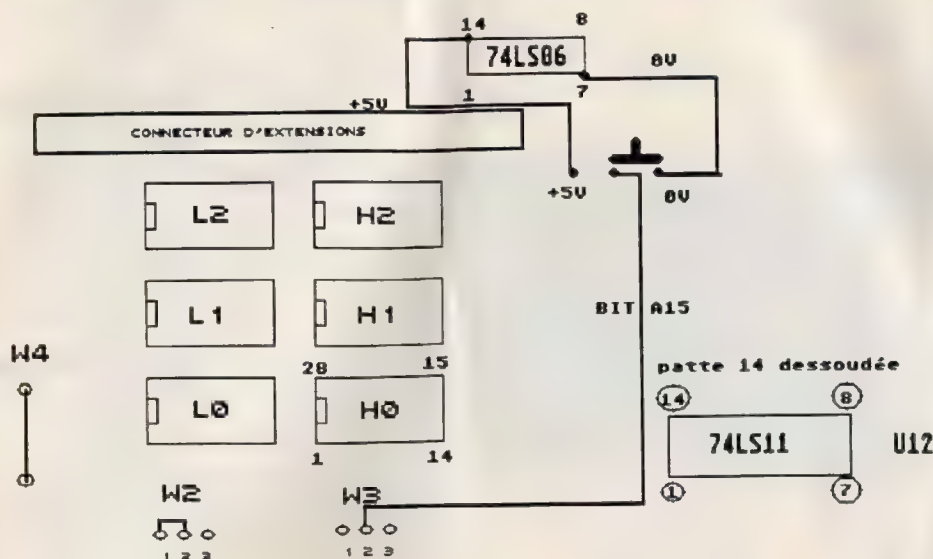 14 8
74LS06
0V
+5V 1 7
CONNECTEUR D'EXTENSIONS
+5V 0V
L2 H2
BIT A15
L1 H1
W4
28 15
patte 14 dessoudée
14 8
L0 H0
74LS11 U12
1 14
1 7
W2 W3
1 2 3 1 2 3